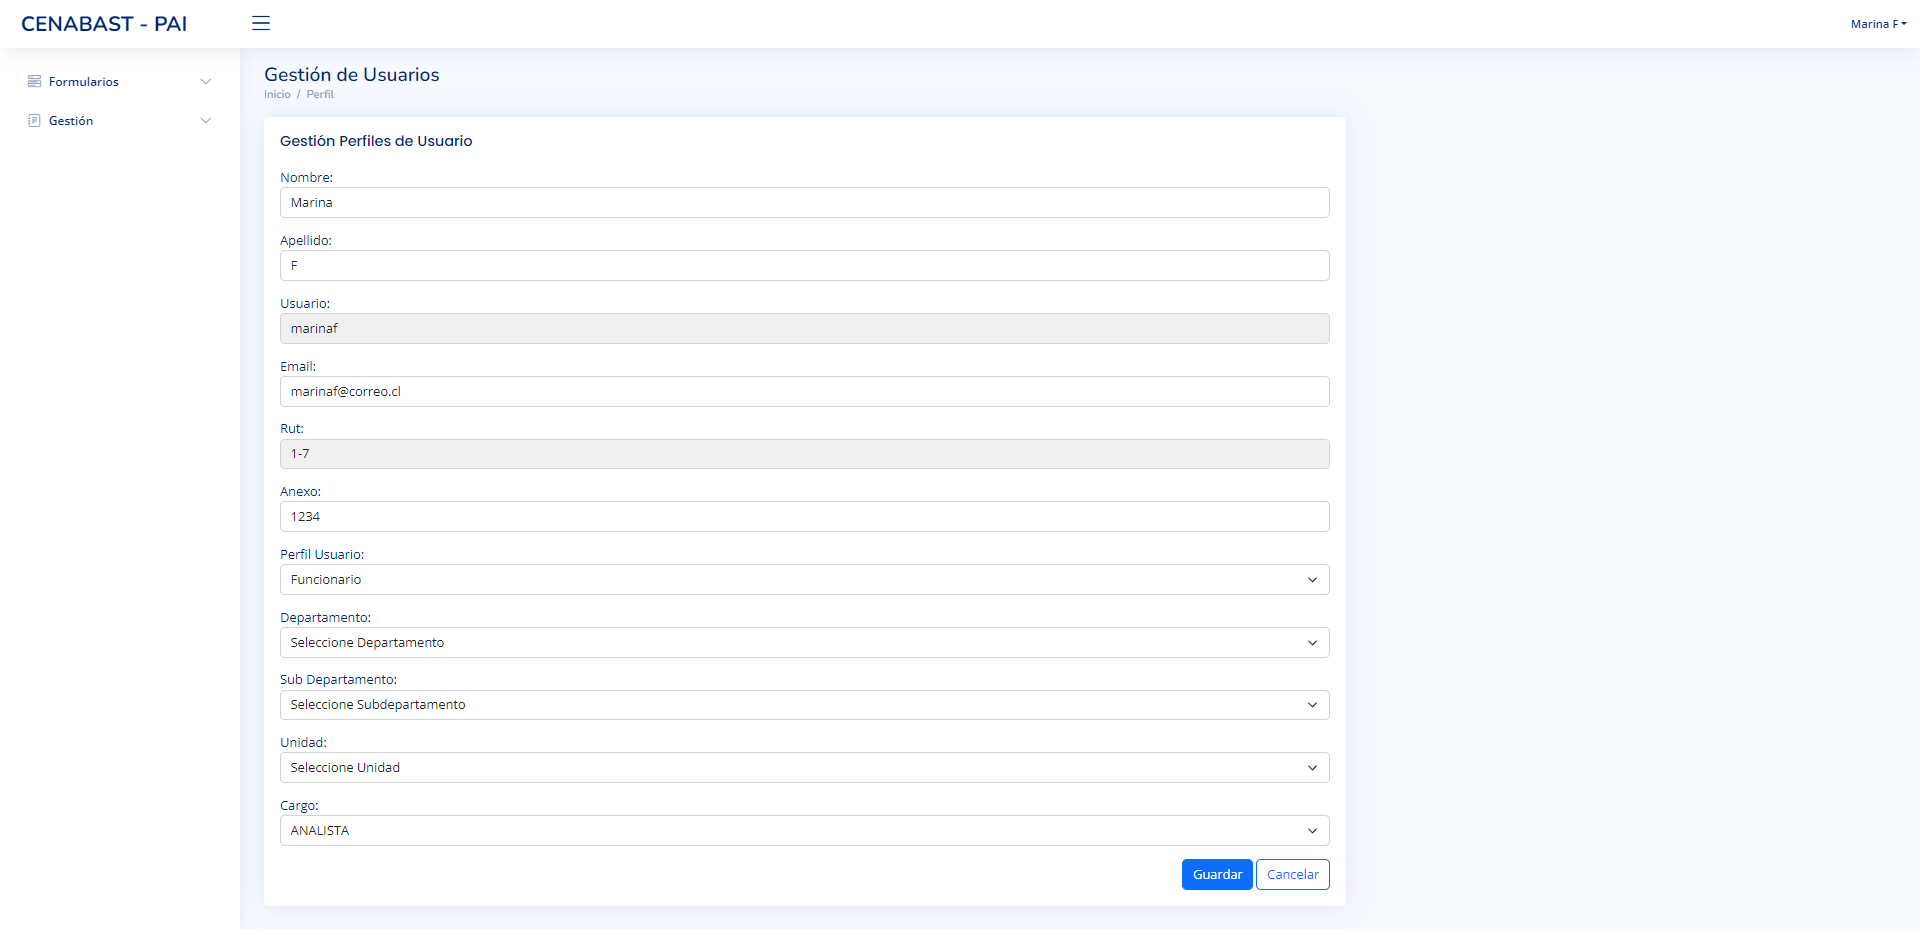 CENABAST - PAI
Marina F
Formularios
Gestión
Gestión de Usuarios
Inicio / Perfil
Gestión Perfiles de Usuario
Nombre:
Marina
Apellido:
F
Usuario:
marinaf
Email:
marinaf@correo.cl
Rut:
1-7
Anexo:
1234
Perfil Usuario:
Funcionario
Departamento:
Seleccione Departamento
Sub Departamento:
Seleccione Subdepartamento
Unidad:
Seleccione Unidad
Cargo:
ANALISTA
Guardar Cancelar